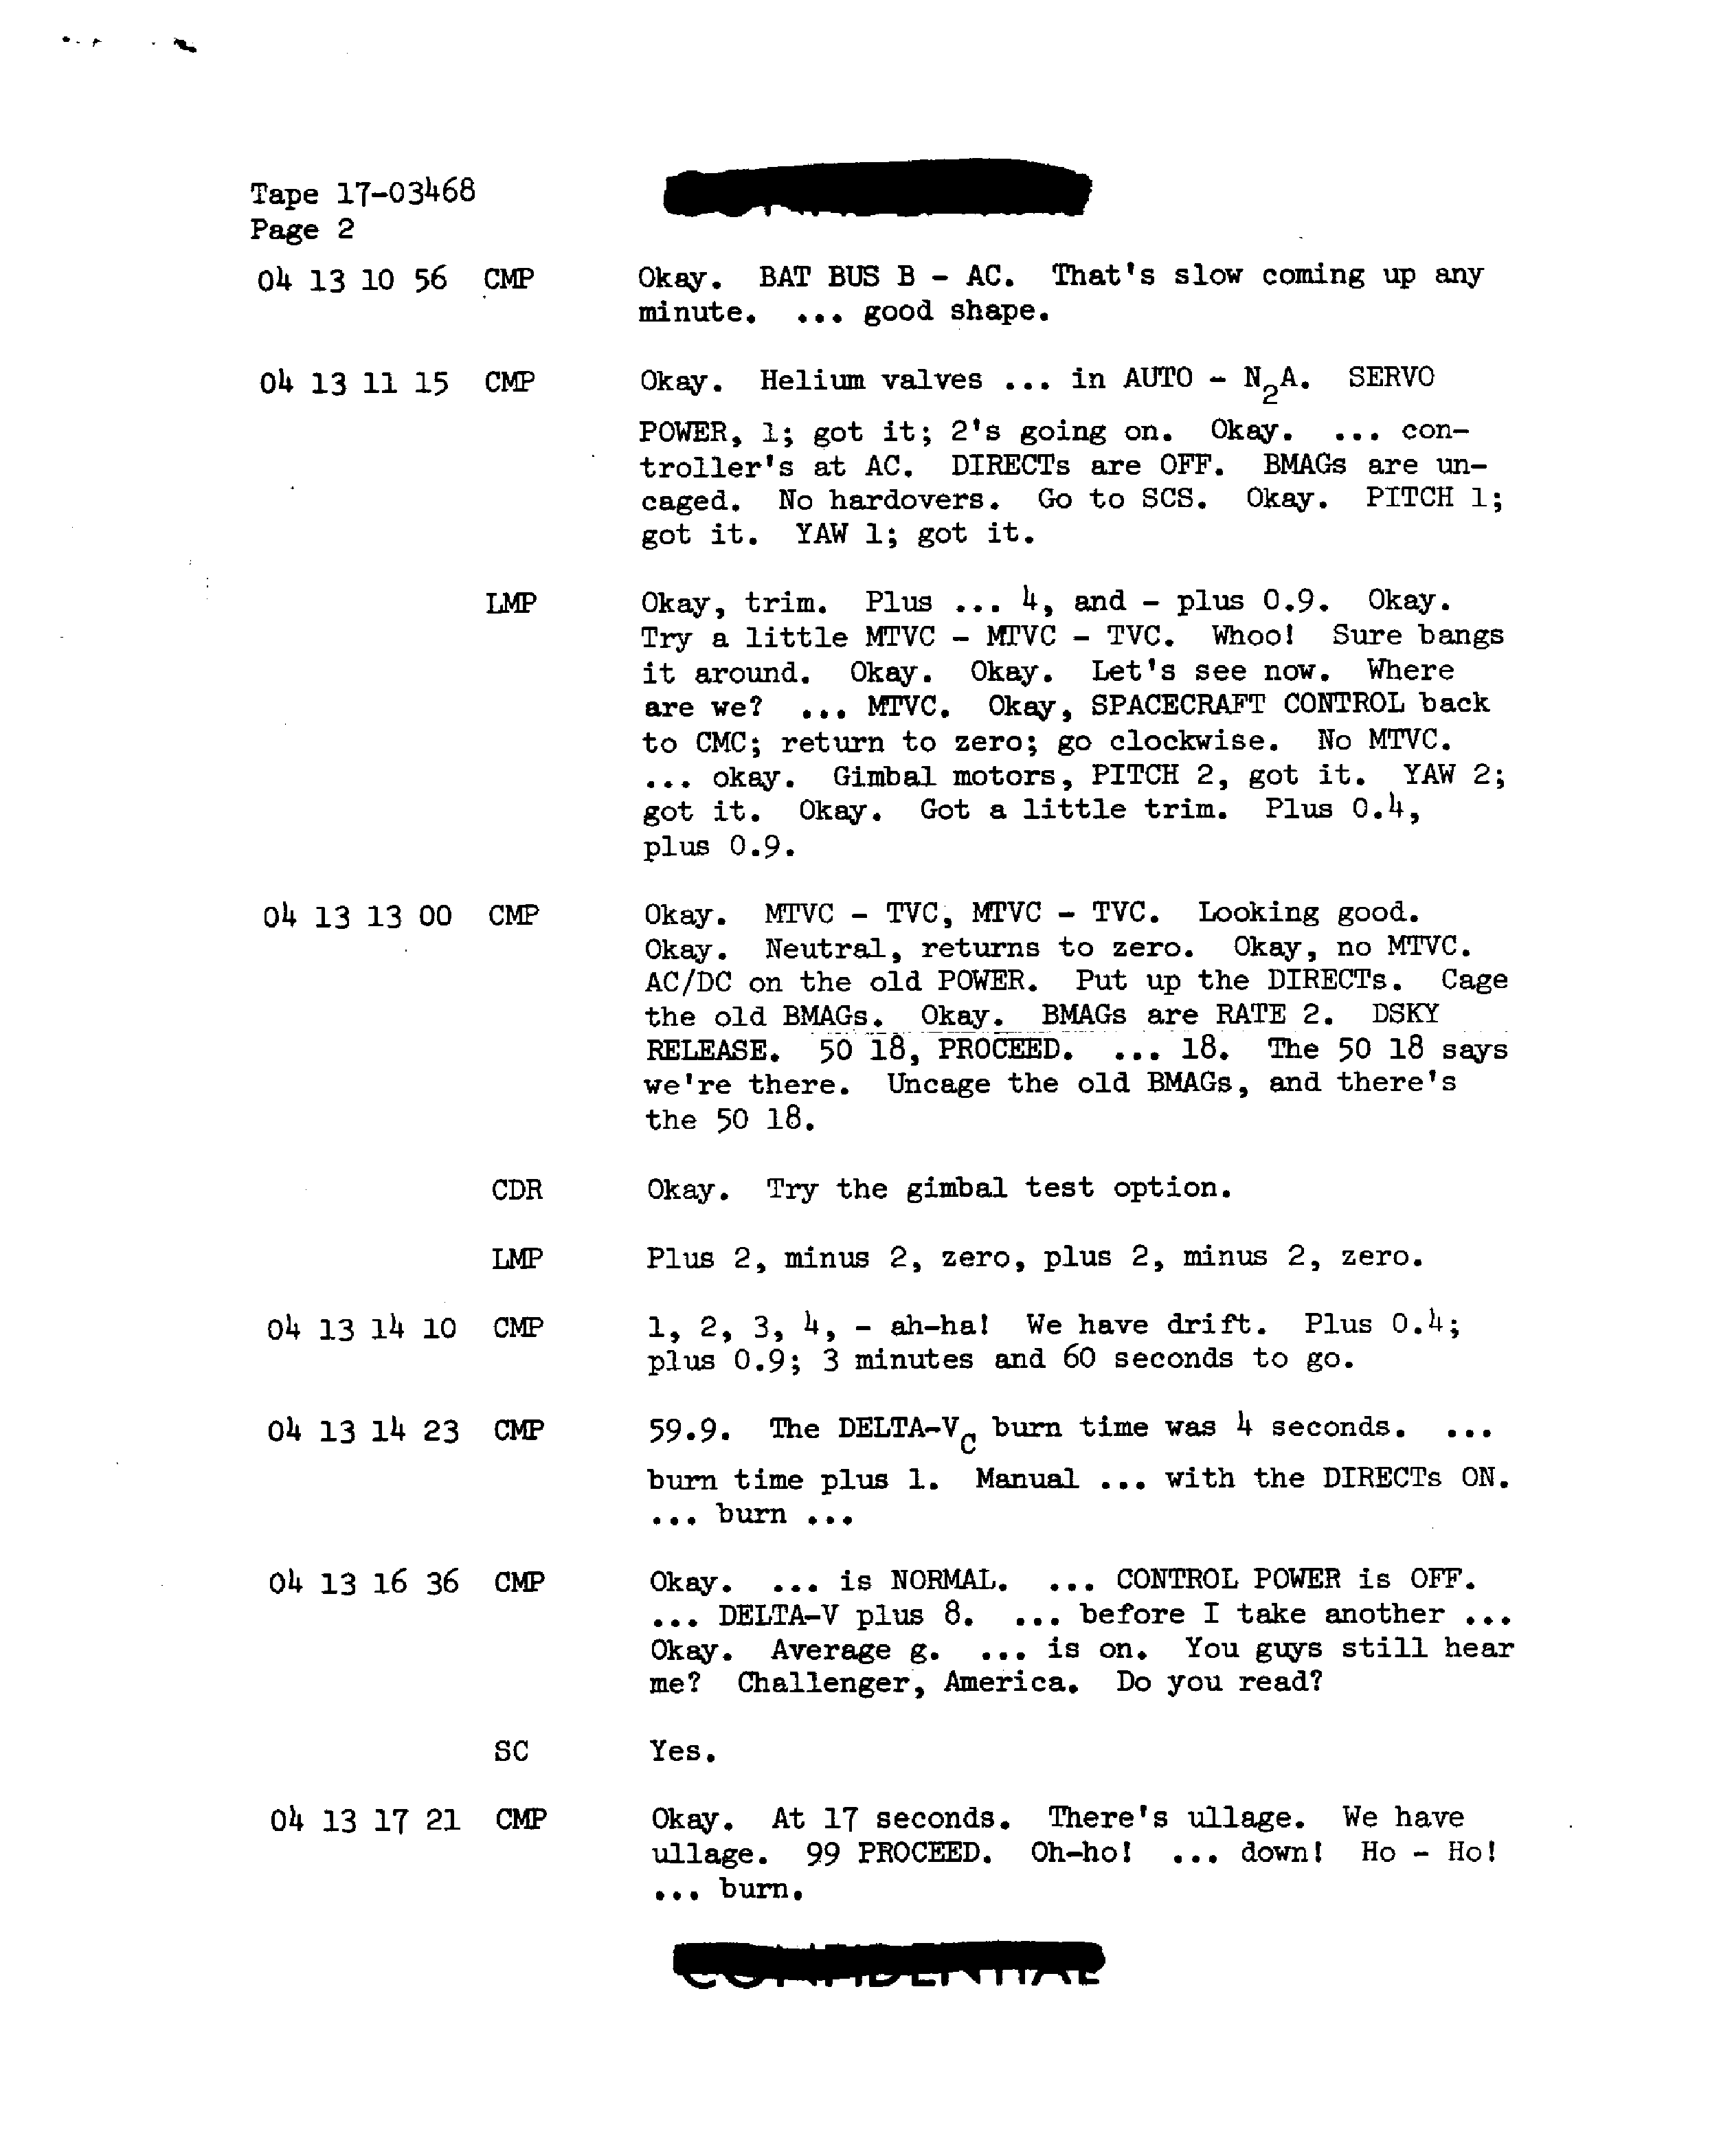 Tape 17-03468
Page 2
04 13 10 56 CMP Okay. BAT BUS B - AC. That's slow coming up any
minute. ... good shape.
04 13 11 15 CMP Okay. Helium valves ... in AUTO - N2A. SERVO
POWER, 1; got it; 2's going on. Okay. ... con-
troller's at AC. DIRECTs are OFF. BMAGs are un-
caged. No hardovers. Go to SCS. Okay. PITCH 1;
got it. YAW 1; got it.
LMP Okay, trim. Plus ... 4, and - plus 0.9. Okay.
Try a little MTVC - MTVC - TVC. Whoo! Sure bangs
it around. Okay. Okay. Let's see now. Where
are we? ... MTVC. Okay, SPACECRAFT CONTROL back
to CMC; return to zero; go clockwise. No MTVC.
... okay. Gimbal motors, PITCH 2, got it. YAW 2;
got it. Okay. Got a little trim. Plus 0.4,
plus 0.9.
04 13 13 00 CMP Okay. MTVC - TVC, MTVC - TVC. Looking good.
Okay. Neutral, returns to zero. Okay, no MTVC.
AC/DC on the old POWER. Put up the DIRECTs. Cage
the old BMAGs. Okay. BMAGs are RATE 2. DSKY
RELEASE. 50 18, PROCEED. ... 18. The 50 18 says
we're there. Uncage the old BMAGs, and there's
the 50 18.
CDR Okay. Try the gimbal test option.
LMP Plus 2, minus 2, zero, plus 2, minus 2, zero.
04 13 14 10 CMP 1, 2, 3, 4, - ah-ha! We have drift. Plus 0.4;
plus 0.9; 3 minutes and 60 seconds to go.
04 13 14 23 CMP 59.9. The DELTA-VC burn time was 4 seconds. ...
burn time plus 1. Manual ... with the DIRECTs ON.
... burn ...
04 13 16 36 CMP Okay. ... is NORMAL. ... CONTROL POWER is OFF.
... DELTA-V plus 8. ... before I take another ...
Okay. Average g. ... is on. You guys still hear
me? Challenger, America. Do you read?
SC Yes.
04 13 17 21 CMP Okay. At 17 seconds. There's ullage. We have
ullage. 99 PROCEED. Oh-ho! ... down! Ho - Ho!
... burn.
CONFIDENTIAL